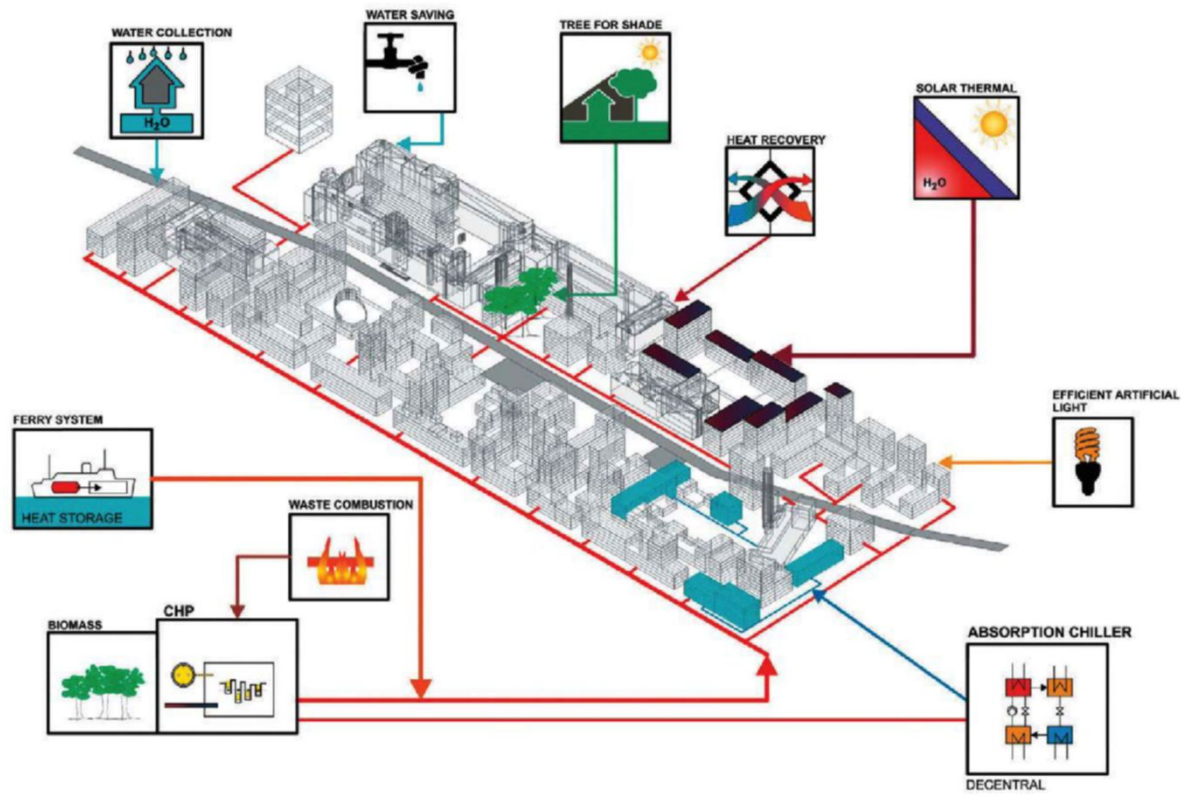 WATER COLLECTION
H₂O
WATER SAVING
TREE FOR SHADE
HEAT RECOVERY
SOLAR THERMAL
H₂O
EFFICIENT ARTIFICIAL
LIGHT
FERRY SYSTEM
HEAT STORAGE
WASTE COMBUSTION
BIOMASS
CHP
ABSORPTION CHILLER
DECENTRAL